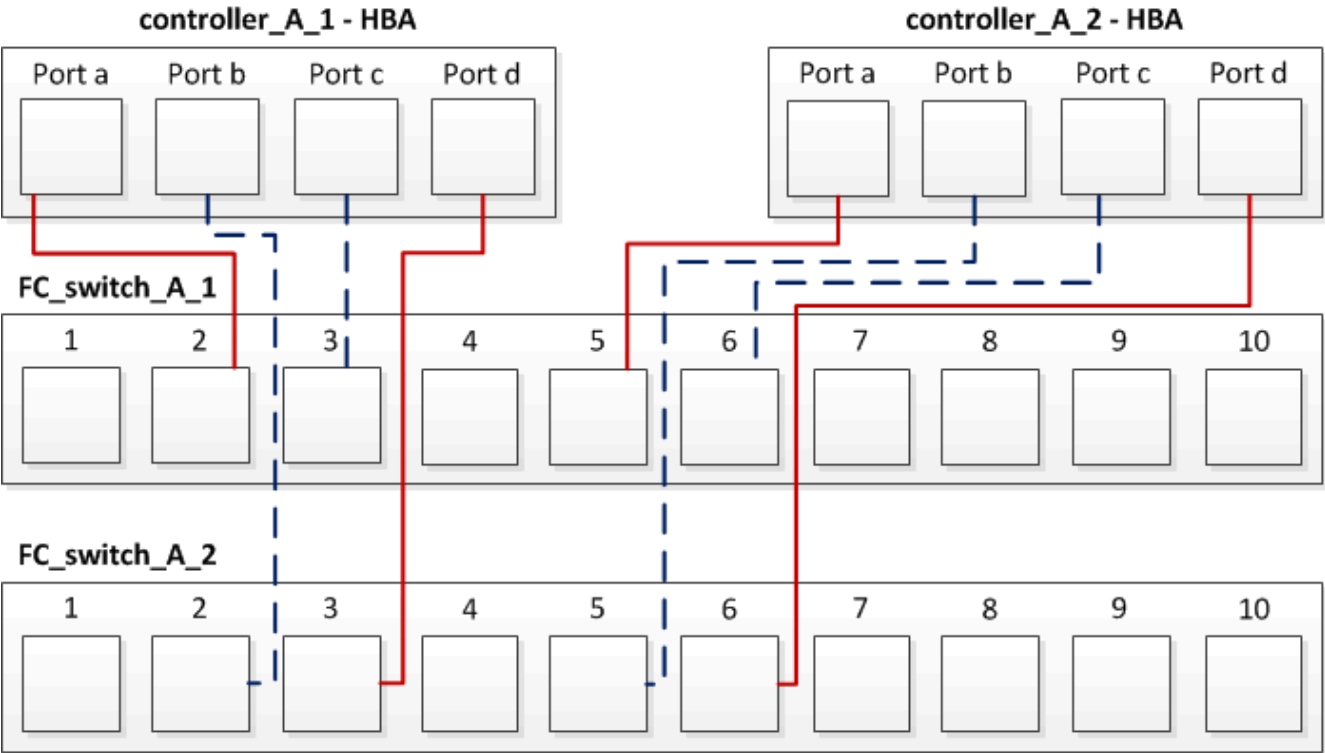 controller_A_1 - HBA
controller_A_2 - HBA
Port a Port b Port c Port d
Port a Port b Port c Port d
FC_switch_A_1
1 2 3 4 5 6 7 8 9 10
FC_switch_A_2
1 2 3 4 5 6 7 8 9 10